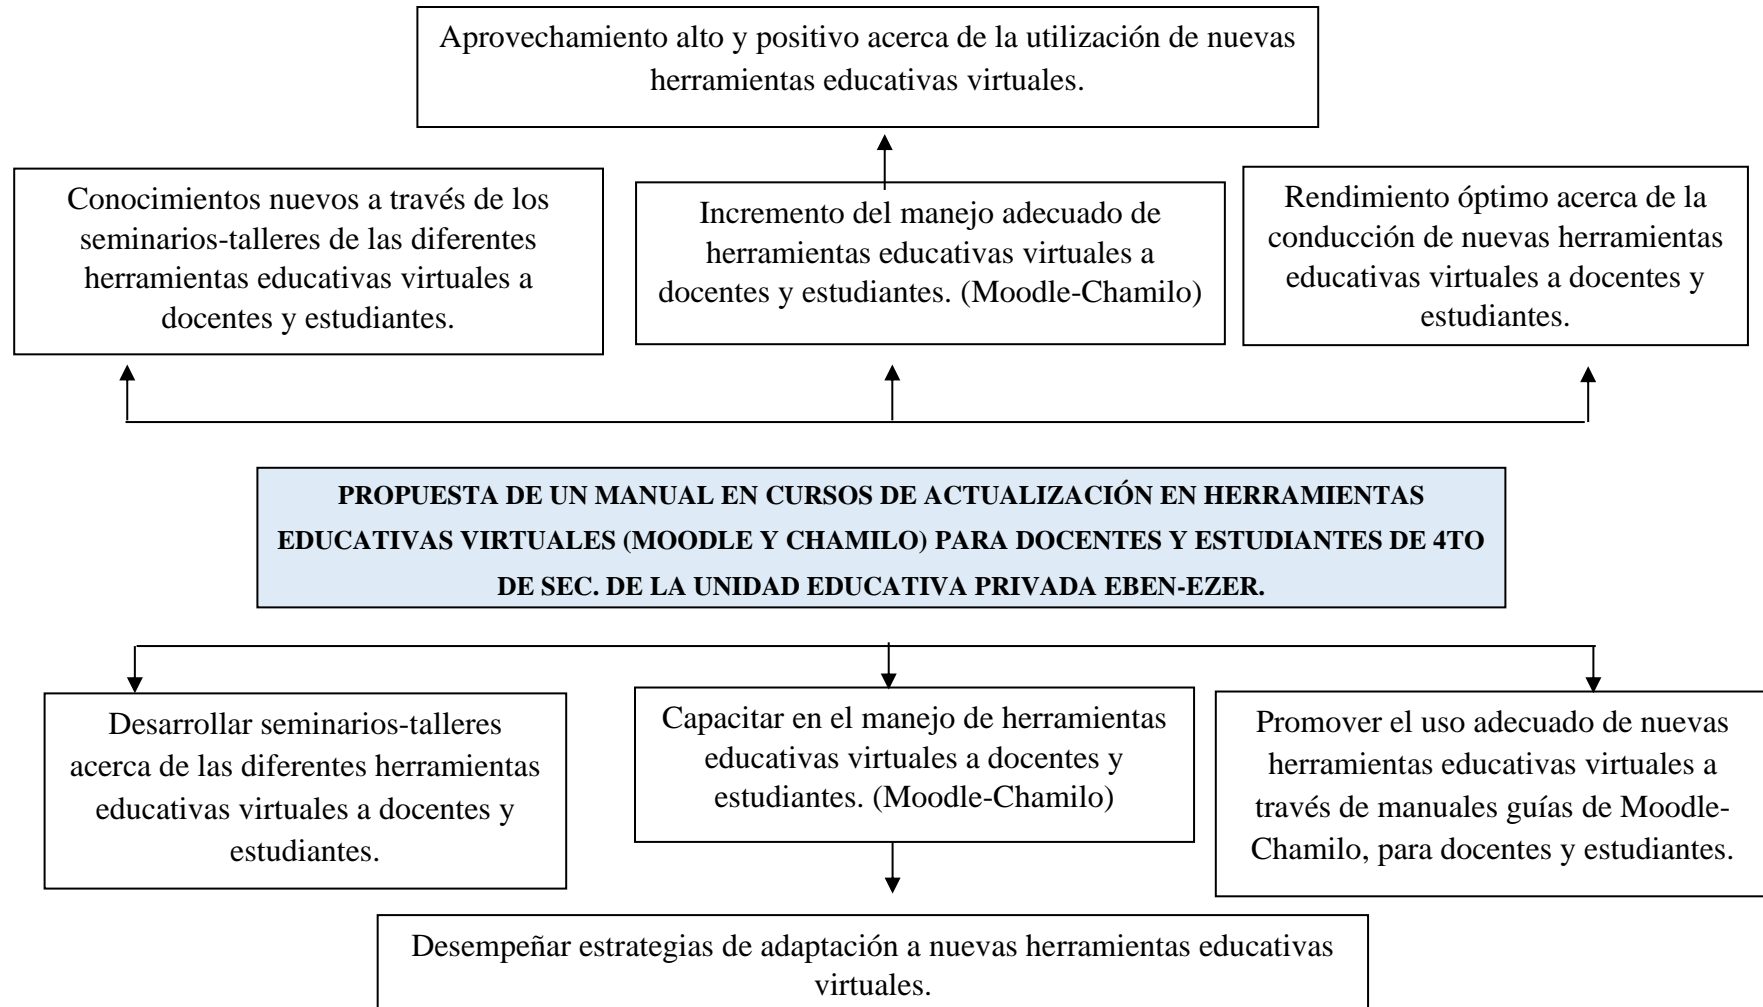 Aprovechamiento alto y positivo acerca de la utilización de nuevas
herramientas educativas virtuales.
Conocimientos nuevos a través de los
seminarios-talleres de las diferentes
herramientas educativas virtuales a
docentes y estudiantes.
Incremento del manejo adecuado de
herramientas educativas virtuales a
docentes y estudiantes. (Moodle-Chamilo)
Rendimiento óptimo acerca de la
conducción de nuevas herramientas
educativas virtuales a docentes y
estudiantes.
PROPUESTA DE UN MANUAL EN CURSOS DE ACTUALIZACIÓN EN HERRAMIENTAS
EDUCATIVAS VIRTUALES (MOODLE Y CHAMILO) PARA DOCENTES Y ESTUDIANTES DE 4TO
DE SEC. DE LA UNIDAD EDUCATIVA PRIVADA EBEN-EZER.
Desarrollar seminarios-talleres
acerca de las diferentes herramientas
educativas virtuales a docentes y
estudiantes.
Capacitar en el manejo de herramientas
educativas virtuales a docentes y
estudiantes. (Moodle-Chamilo)
Promover el uso adecuado de nuevas
herramientas educativas virtuales a
través de manuales guías de Moodle-
Chamilo, para docentes y estudiantes.
Desempeñar estrategias de adaptación a nuevas herramientas educativas
virtuales.